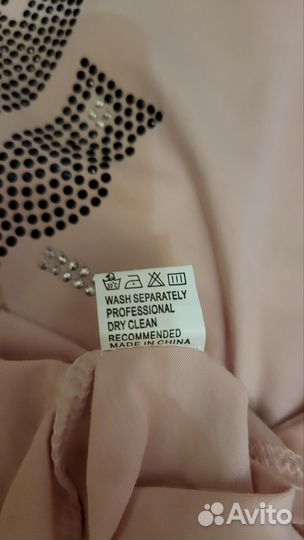 WASH SEPARATELY
PROFESSIONAL
DRY CLEAN
RECOMMENDED
MADE IN CHINA
Avito